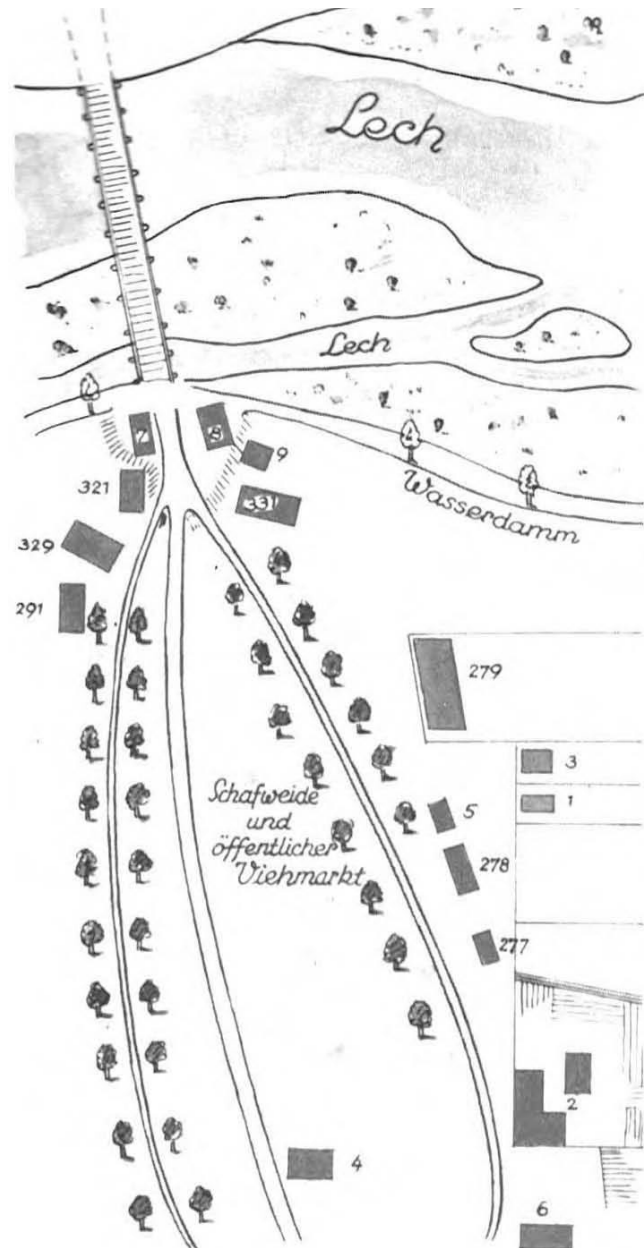 Lech
Lech
7
8
9
321
331
Wasserdamm
329
291
279
3
1
5
Schafweide
und
öffentlicher
Viehmarkt
278
277
2
4
6